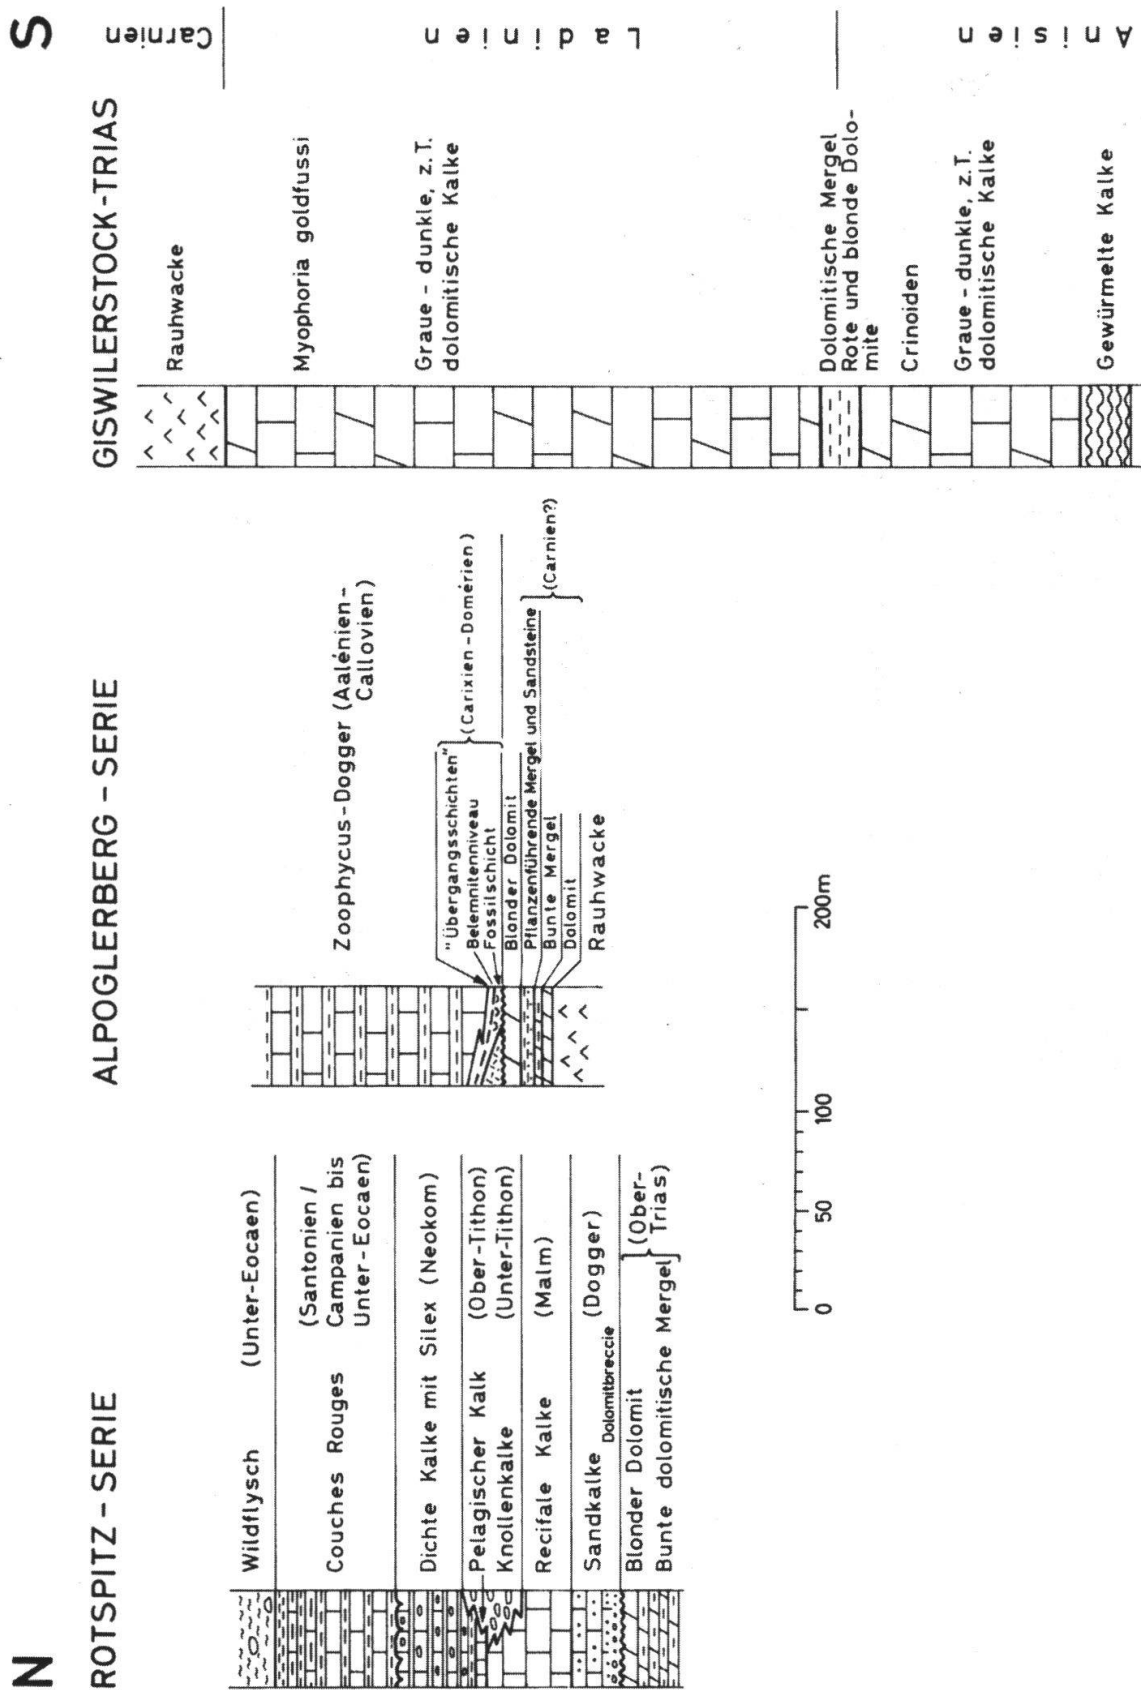 N
S
ROTSPITZ - SERIE
Wildflysch (Unter-Eocaen)
Couches Rouges (Santonien /
Campanien bis
Unter-Eocaen)
Dichte Kalke mit Silex (Neokom)
Pelagischer Kalk (Ober-Tithon)
Knollenkalke (Unter-Tithon)
Recifale Kalke (Malm)
Sandkalke (Dogger)
Dolomitbreccie
Blonder Dolomit
Bunte dolomitische Mergel
(Ober-
Trias)
ALPOGLERBERG - SERIE
Zoophycus-Dogger (Aalénien-
Callovien)
"Übergangsschichten"
Belemnitenniveau
Fossilschicht
(Carixien-Domérien)
Blonder Dolomit
Pflanzenführende Mergel und Sandsteine
Bunte Mergel
Dolomit
(Carnien?)
Rauhwacke
0 50 100 200m
GISWILERSTOCK-TRIAS
Rauhwacke
Myophoria goldfussi
Graue - dunkle, z.T.
dolomitische Kalke
Dolomitische Mergel
Rote und blonde Dolo-
mite
Crinoiden
Graue - dunkle, z.T.
dolomitische Kalke
Gewürmelte Kalke
Carnien
Ladinien
Anisien